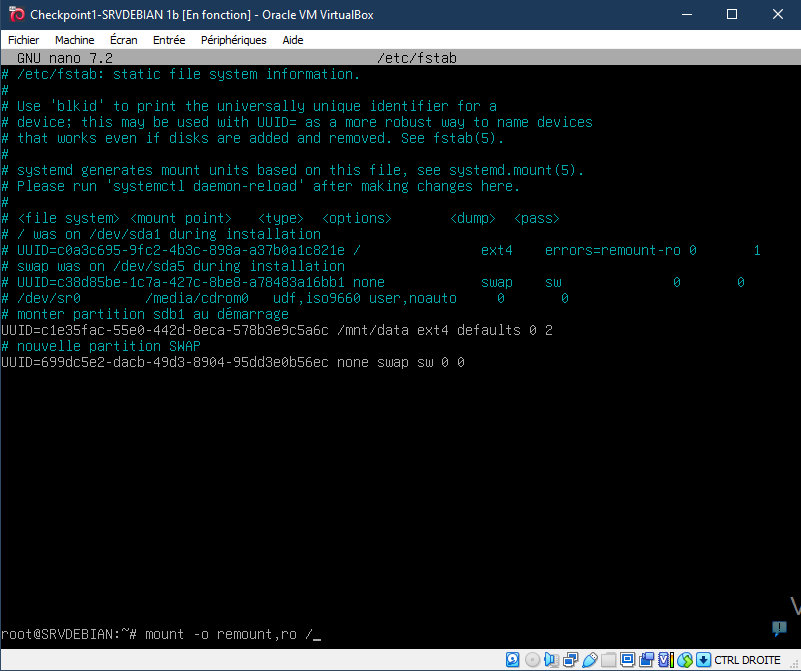 Checkpoint1-SRVDEBIAN 1b [En fonction] - Oracle VM VirtualBox
Fichier Machine Écran Entrée Périphériques Aide
GNU nano 7.2 /etc/fstab
# /etc/fstab: static file system information.
#
# Use 'blkid' to print the universally unique identifier for a
# device; this may be used with UUID= as a more robust way to name devices
# that works even if disks are added and removed. See fstab(5).
#
# systemd generates mount units based on this file, see systemd.mount(5).
# Please run 'systemctl daemon-reload' after making changes here.
#
# <file system> <mount point>   <type>  <options>       <dump>  <pass>
# / was on /dev/sda1 during installation
# UUID=c0a3c695-9fc2-4b3c-898a-a37b0a1c821e /               ext4    errors=remount-ro 0       1
# swap was on /dev/sda5 during installation
# UUID=c38d85be-1c7a-427c-8be8-a78483a16bb1 none            swap    sw              0       0
# /dev/sr0        /media/cdrom0   udf,iso9660 user,noauto     0       0
# monter partition sdb1 au démarrage
UUID=c1e35fac-55e0-442d-8eca-578b3e9c5a6c /mnt/data ext4 defaults 0 2
# nouvelle partition SWAP
UUID=699dc5e2-dacb-49d3-8904-95dd3e0b56ec none swap sw 0 0
root@SRVDEBIAN:~# mount -o remount,ro /_
CTRL DROITE